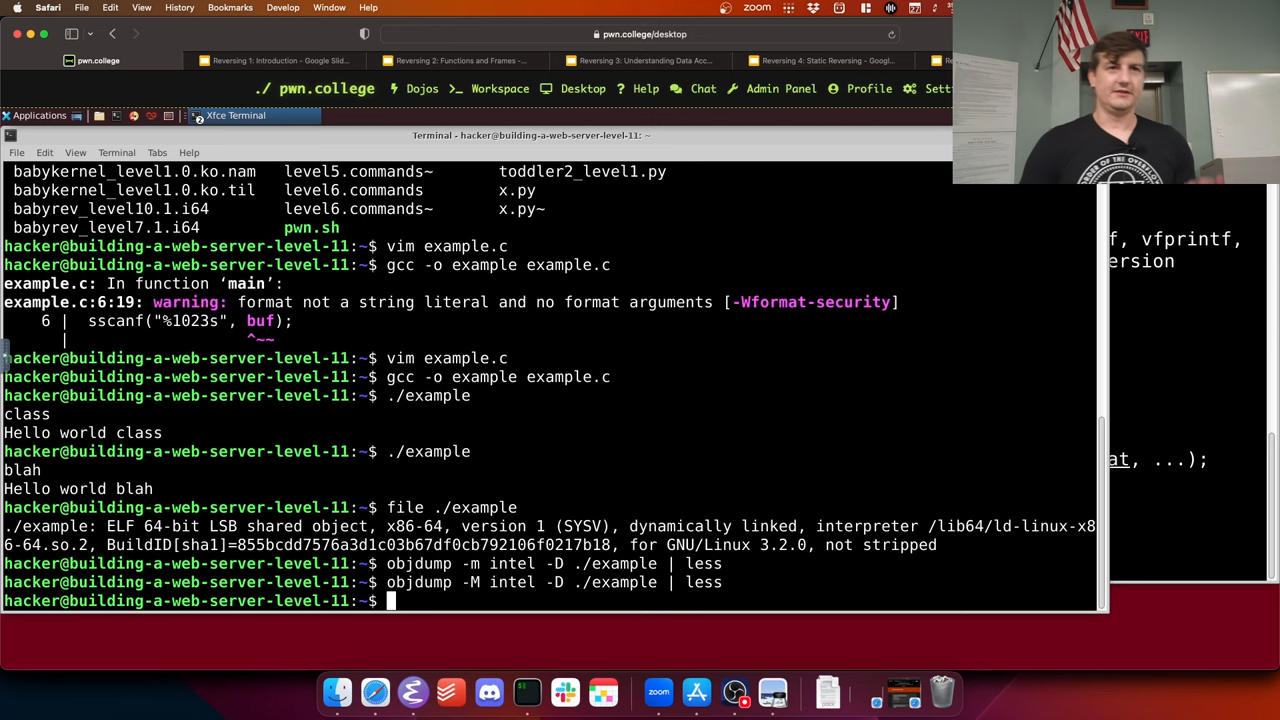 Safari File Edit View History Bookmarks Develop Window Help zoom 27
pwn.college/desktop
pwn.college Reversing 1: Introduction - Google Slid... Reversing 2: Functions and Frames -... Reversing 3: Understanding Data Acc... Reversing 4: Static Reversing - Googl...
EXIT
./ pwn.college Dojos Workspace Desktop Help Chat Admin Panel Profile Sett
Applications Xfce Terminal
Terminal - hacker@building-a-web-server-level-11: ~
File Edit View Terminal Tabs Help
babykernel_level1.0.ko.nam level5.commands~ toddler2_level1.py
babykernel_level1.0.ko.til level6.commands x.py
babyrev_level10.1.i64 level6.commands~ x.py~
babyrev_level7.1.i64 pwn.sh
hacker@building-a-web-server-level-11:~$ vim example.c
hacker@building-a-web-server-level-11:~$ gcc -o example example.c
example.c: In function ‘main’:
example.c:6:19: warning: format not a string literal and no format arguments [-Wformat-security]
6 | sscanf("%1023s", buf);
| ^~~
hacker@building-a-web-server-level-11:~$ vim example.c
hacker@building-a-web-server-level-11:~$ gcc -o example example.c
hacker@building-a-web-server-level-11:~$ ./example
class
Hello world class
hacker@building-a-web-server-level-11:~$ ./example
blah
Hello world blah
hacker@building-a-web-server-level-11:~$ file ./example
./example: ELF 64-bit LSB shared object, x86-64, version 1 (SYSV), dynamically linked, interpreter /lib64/ld-linux-x8
6-64.so.2, BuildID[sha1]=855bcdd7576a3d1c03b67df0cb792106f0217b18, for GNU/Linux 3.2.0, not stripped
hacker@building-a-web-server-level-11:~$ objdump -m intel -D ./example | less
hacker@building-a-web-server-level-11:~$ objdump -M intel -D ./example | less
hacker@building-a-web-server-level-11:~$
f, vfprintf,
ersion
at, ...);
zoom